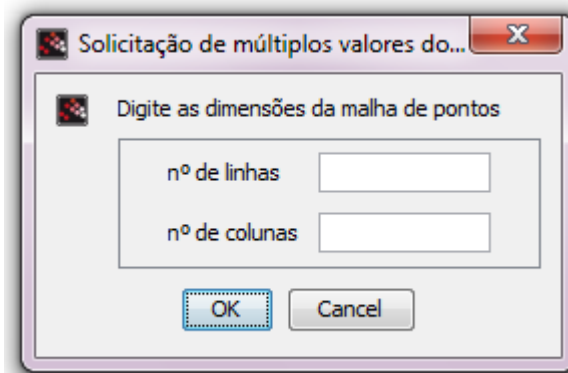 Solicitação de múltiplos valores do...
Digite as dimensões da malha de pontos
nº de linhas
nº de colunas
OK
Cancel